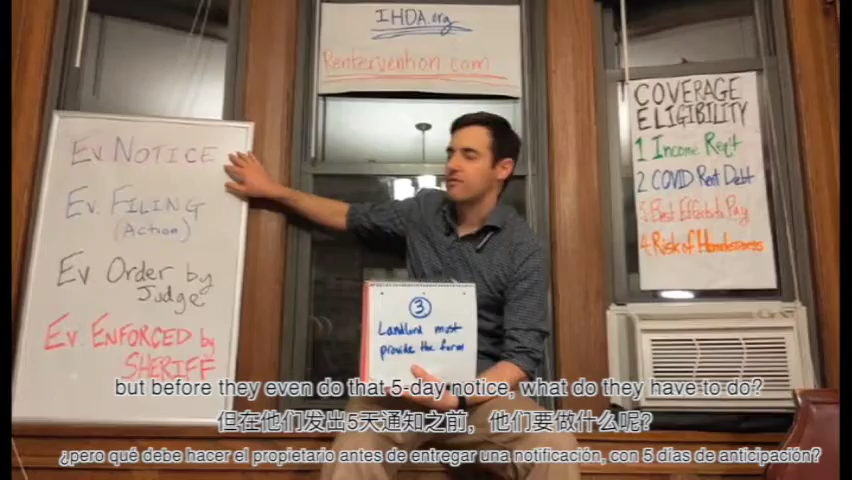 IHDA.org
Rentervention.com
Ev. NOTICE
Ev. FILING
(Action)
Ev Order by
Judge
Ev. ENFORCED by
SHERIFF
COVERAGE
ELIGIBILITY
1 Income Req't
2 COVID Rent Debt
3 Best Efforts to Pay
4 Risk of Homelessness
3
Landlord must
provide the form
but before they even do that 5-day notice, what do they have to do?
但在他们发出5天通知之前，他们要做什么呢?
¿pero qué debe hacer el propietario antes de entregar una notificación, con 5 días de anticipación?